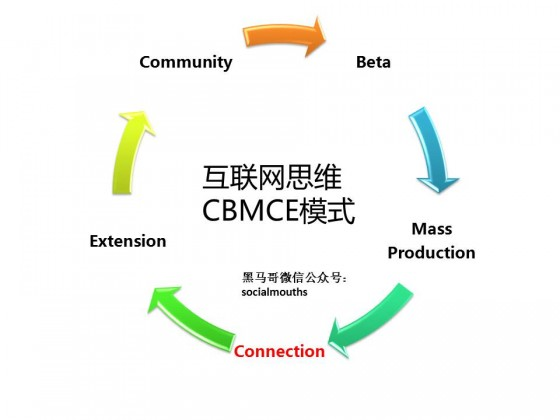 Community
Beta
互联网思维
CBMCE模式
Extension
Mass
Production
黑马哥微信公众号：
socialmouths
Connection